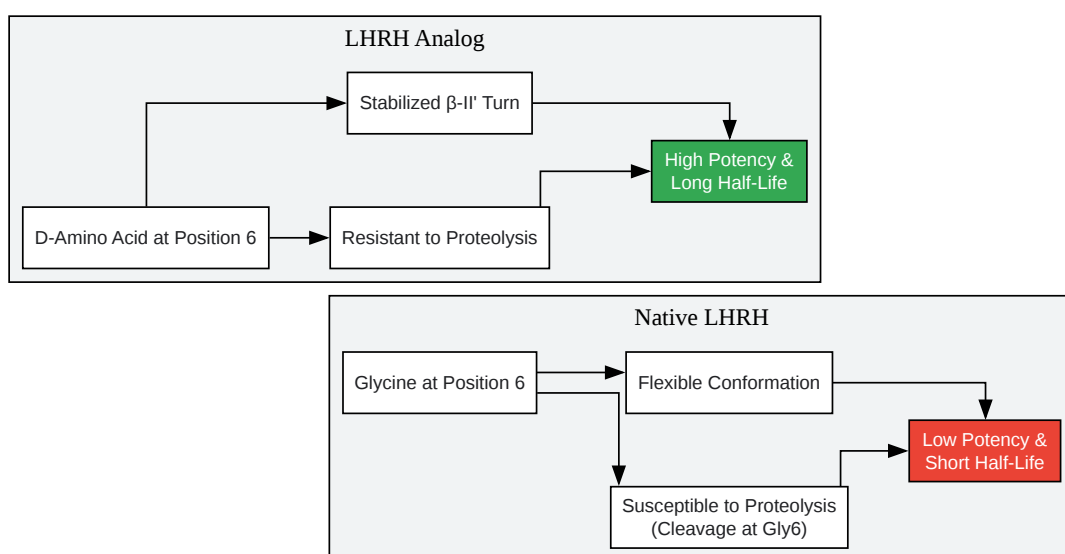 LHRH Analog
Stabilized β-II' Turn
High Potency &
Long Half-Life
D-Amino Acid at Position 6
Resistant to Proteolysis
Native LHRH
Glycine at Position 6
Flexible Conformation
Low Potency &
Short Half-Life
Susceptible to Proteolysis
(Cleavage at Gly6)